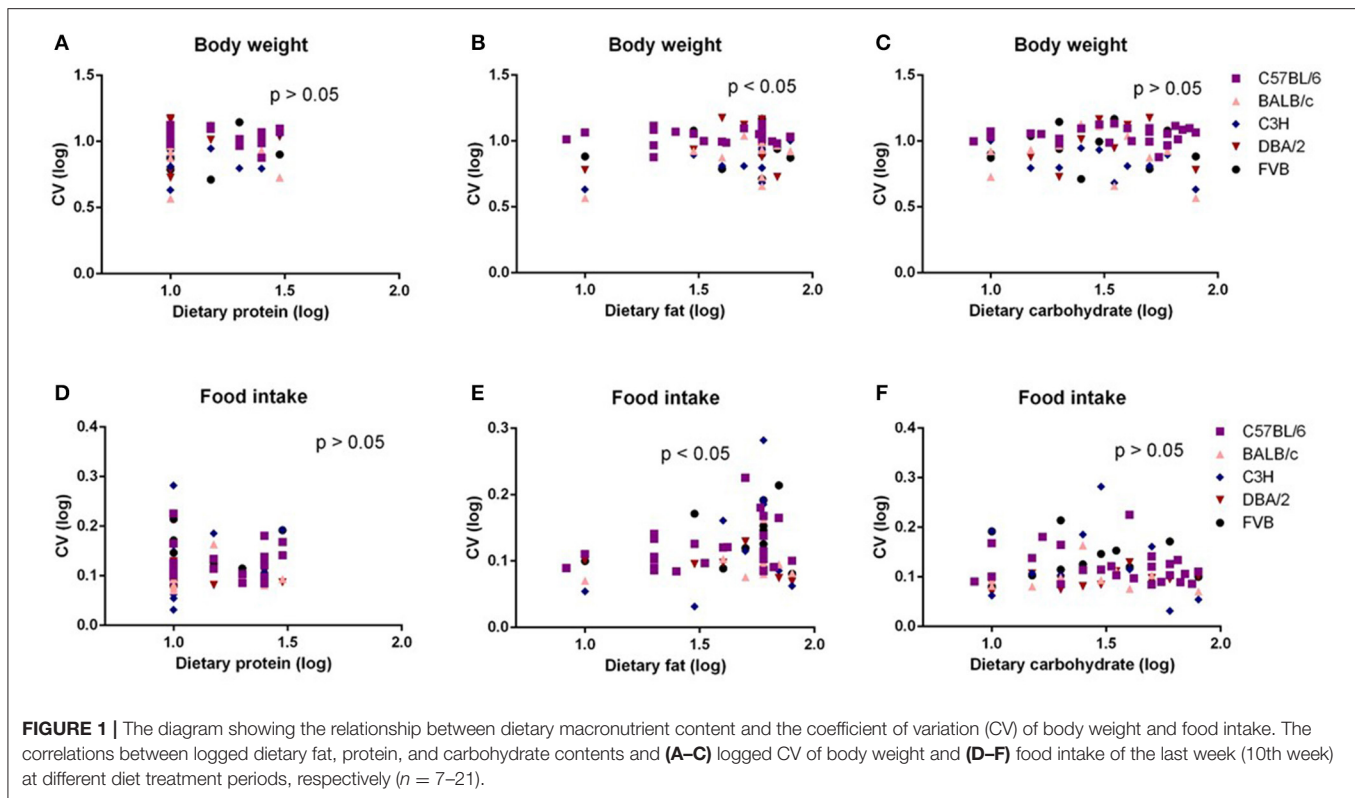 A
Body weight
p > 0.05
CV (log)
1.5
1.0
0.5
0.0
1.0 1.5 2.0
Dietary protein (log)
B
Body weight
p < 0.05
CV (log)
1.5
1.0
0.5
0.0
1.0 1.5 2.0
Dietary fat (log)
C
Body weight
p > 0.05
CV (log)
1.5
1.0
0.5
0.0
1.0 1.5 2.0
Dietary carbohydrate (log)
C57BL/6
BALB/c
C3H
DBA/2
FVB
D
Food intake
p > 0.05
CV (log)
0.4
0.3
0.2
0.1
0.0
1.0 1.5 2.0
Dietary protein (log)
E
Food intake
p < 0.05
CV (log)
0.3
0.2
0.1
0.0
1.0 1.5 2.0
Dietary fat (log)
F
Food intake
p > 0.05
CV (log)
0.4
0.3
0.2
0.1
0.0
1.0 1.5 2.0
Dietary carbohydrate (log)
C57BL/6
BALB/c
C3H
DBA/2
FVB
FIGURE 1 | The diagram showing the relationship between dietary macronutrient content and the coefficient of variation (CV) of body weight and food intake. The
correlations between logged dietary fat, protein, and carbohydrate contents and (A–C) logged CV of body weight and (D–F) food intake of the last week (10th week)
at different diet treatment periods, respectively (n = 7–21).